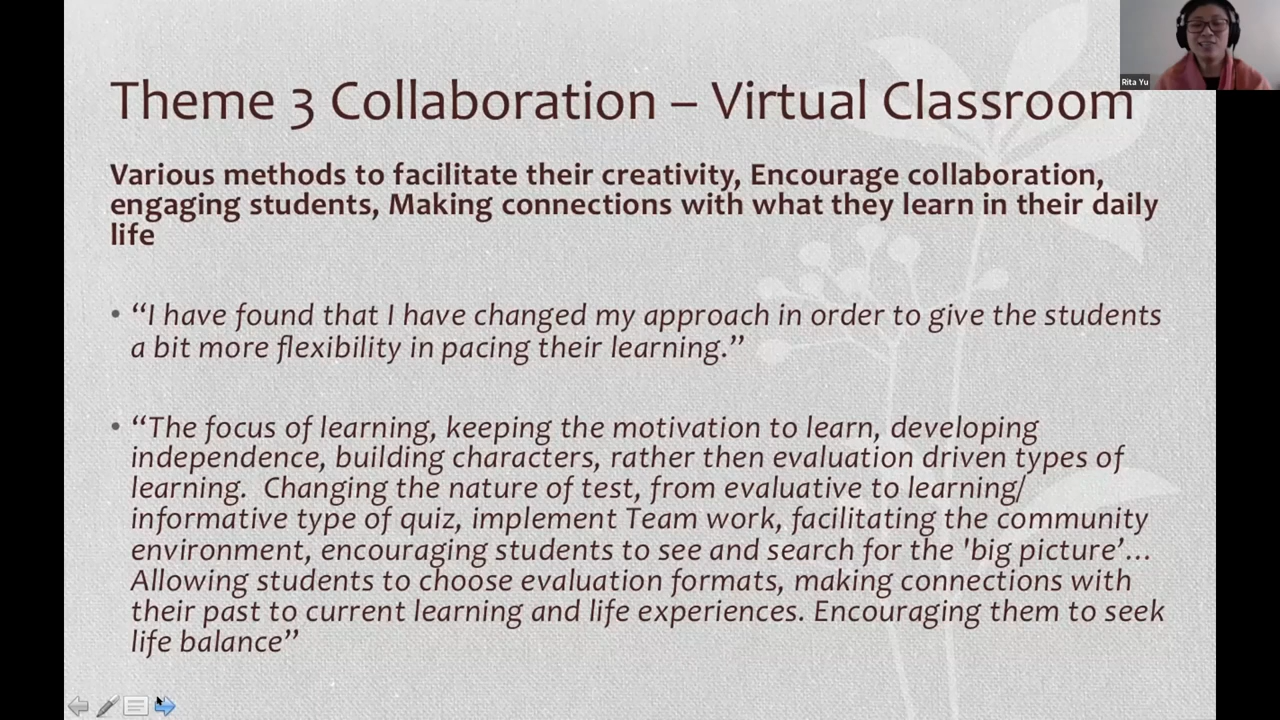 Rita Yu
Theme 3 Collaboration – Virtual Classroom
Various methods to facilitate their creativity, Encourage collaboration,
engaging students, Making connections with what they learn in their daily
life
• “I have found that I have changed my approach in order to give the students
a bit more flexibility in pacing their learning.”
• “The focus of learning, keeping the motivation to learn, developing
independence, building characters, rather then evaluation driven types of
learning.  Changing the nature of test, from evaluative to learning/
informative type of quiz, implement Team work, facilitating the community
environment, encouraging students to see and search for the 'big picture’...
Allowing students to choose evaluation formats, making connections with
their past to current learning and life experiences. Encouraging them to seek
life balance”